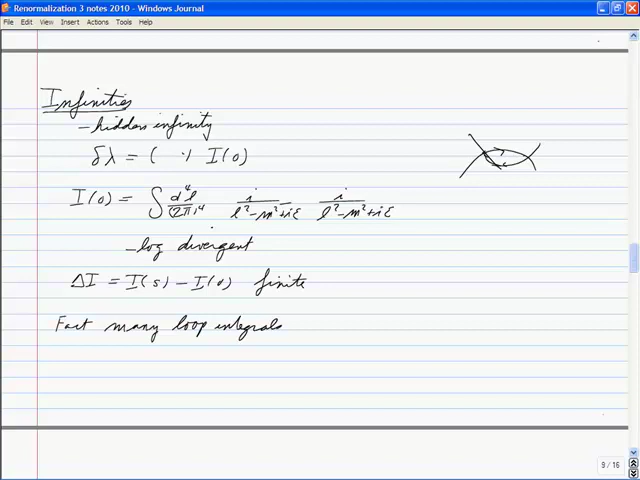 Renormalization 3 notes 2010 - Windows Journal
File Edit View Insert Actions Tools Help
Infinities
- hidden infinity
δλ = ( · ) I(0)
I(0) = ∫ d⁴l/(2π)⁴ i/(l² - m² + iε) i/(l² - m² + iε)
- log divergent
ΔI = I(s) - I(0) finite
Fact many loop integrals
9 / 16